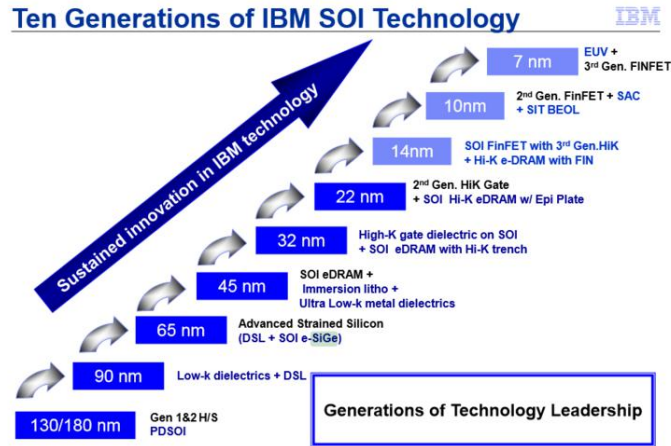 Ten Generations of IBM SOI Technology
IBM
Sustained innovation in IBM technology
7 nm
EUV +
3rd Gen. FINFET
10nm
2nd Gen. FinFET + SAC
+ SIT BEOL
14nm
SOI FinFET with 3rd Gen.HiK
+ Hi-K e-DRAM with FIN
22 nm
2nd Gen. HiK Gate
+ SOI Hi-K eDRAM w/ Epi Plate
32 nm
High-K gate dielectric on SOI
+ SOI eDRAM with Hi-K trench
45 nm
SOI eDRAM +
Immersion litho +
Ultra Low-k metal dielectrics
65 nm
Advanced Strained Silicon
(DSL + SOI e-SiGe)
90 nm
Low-k dielectrics + DSL
130/180 nm
Gen 1&2 H/S
PDSOI
Generations of Technology Leadership